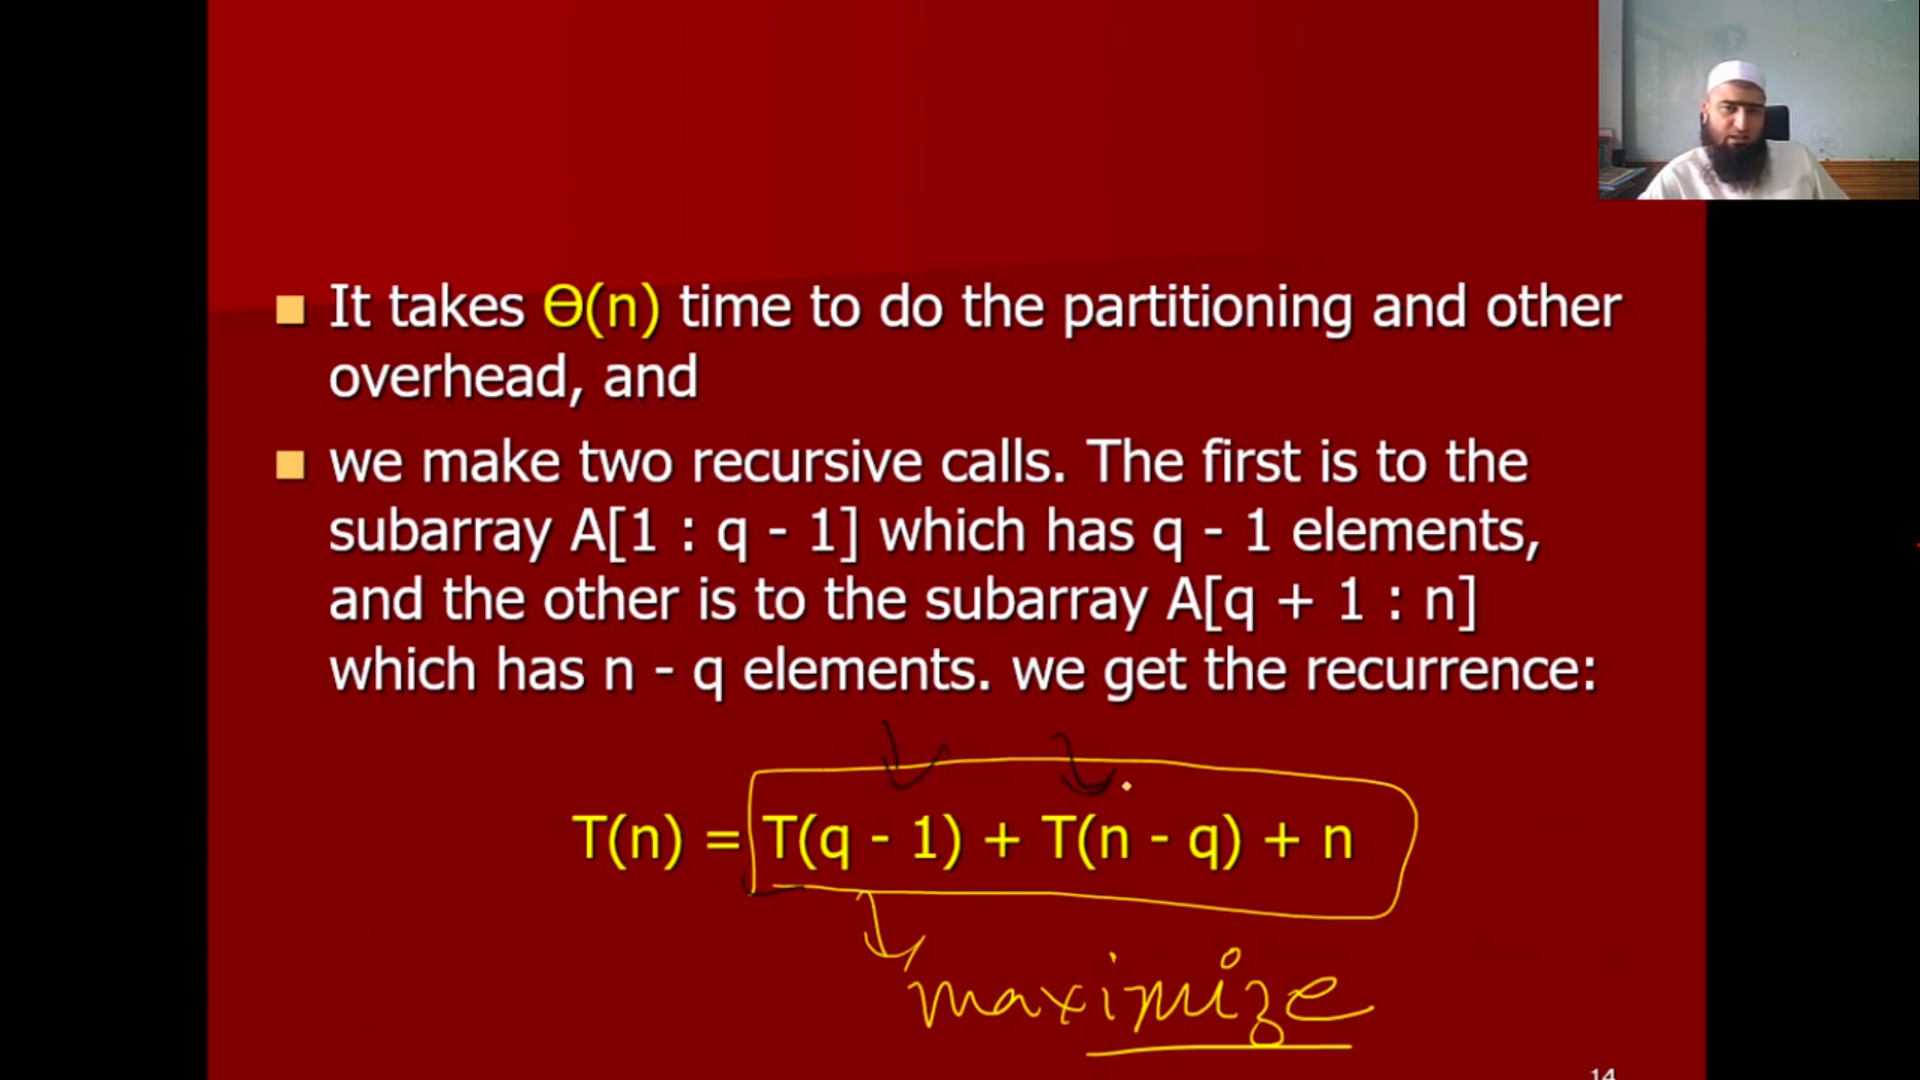 It takes Ө(n) time to do the partitioning and other
overhead, and
we make two recursive calls. The first is to the
subarray A[1 : q - 1] which has q - 1 elements,
and the other is to the subarray A[q + 1 : n]
which has n - q elements. we get the recurrence:
T(n) = T(q - 1) + T(n - q) + n
maximize
14